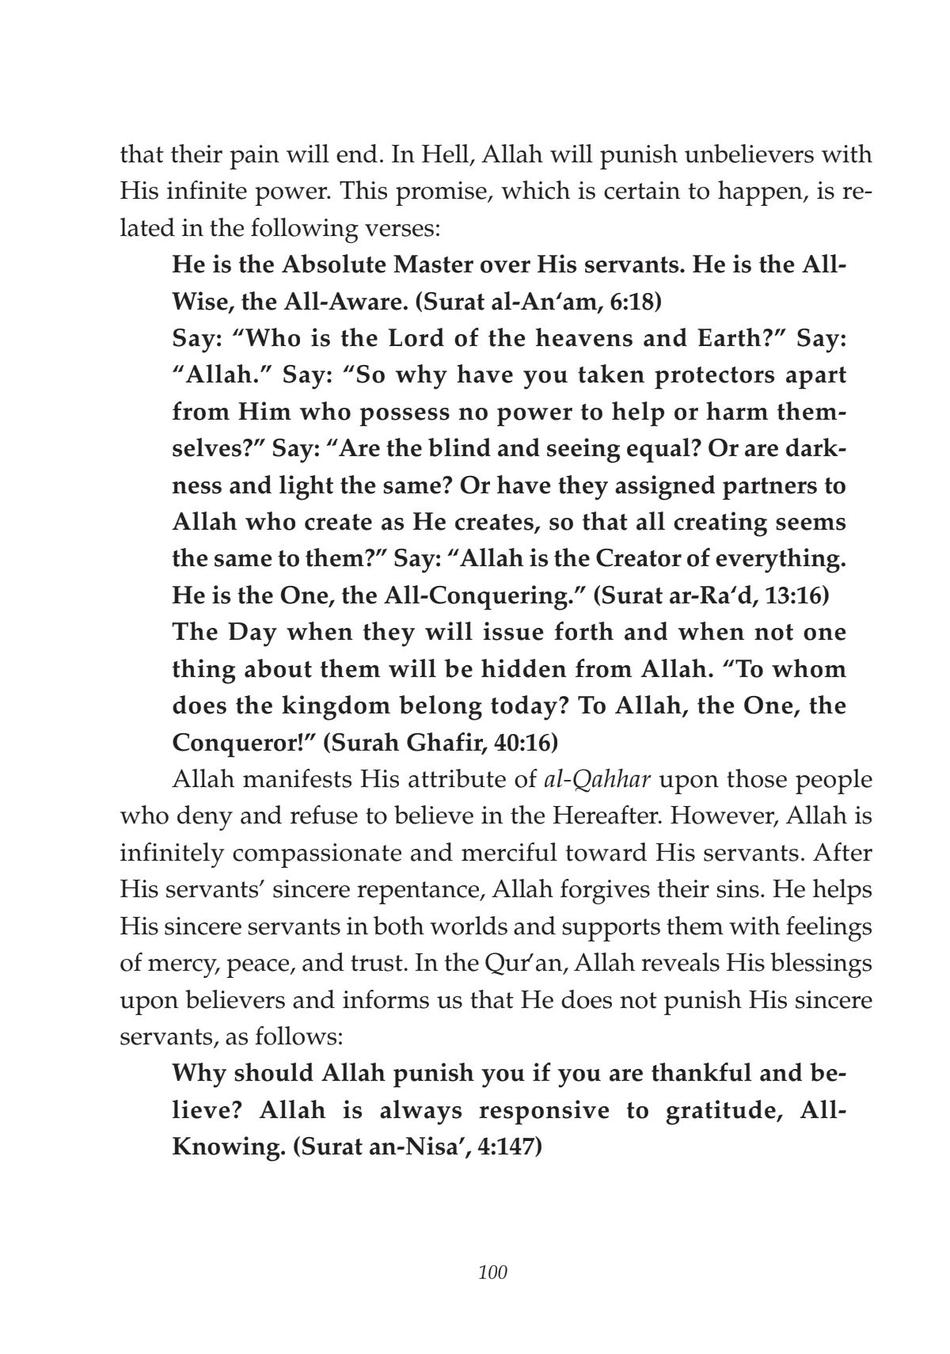 that their pain will end. In Hell, Allah will punish unbelievers with
His infinite power. This promise, which is certain to happen, is re-
lated in the following verses:
He is the Absolute Master over His servants. He is the All-
Wise, the All-Aware. (Surat al-An‘am, 6:18)
Say: “Who is the Lord of the heavens and Earth?” Say:
“Allah.” Say: “So why have you taken protectors apart
from Him who possess no power to help or harm them-
selves?” Say: “Are the blind and seeing equal? Or are dark-
ness and light the same? Or have they assigned partners to
Allah who create as He creates, so that all creating seems
the same to them?” Say: “Allah is the Creator of everything.
He is the One, the All-Conquering.” (Surat ar-Ra‘d, 13:16)
The Day when they will issue forth and when not one
thing about them will be hidden from Allah. “To whom
does the kingdom belong today? To Allah, the One, the
Conqueror!” (Surah Ghafir, 40:16)
Allah manifests His attribute of al-Qahhar upon those people
who deny and refuse to believe in the Hereafter. However, Allah is
infinitely compassionate and merciful toward His servants. After
His servants’ sincere repentance, Allah forgives their sins. He helps
His sincere servants in both worlds and supports them with feelings
of mercy, peace, and trust. In the Qur’an, Allah reveals His blessings
upon believers and informs us that He does not punish His sincere
servants, as follows:
Why should Allah punish you if you are thankful and be-
lieve? Allah is always responsive to gratitude, All-
Knowing. (Surat an-Nisa’, 4:147)
100